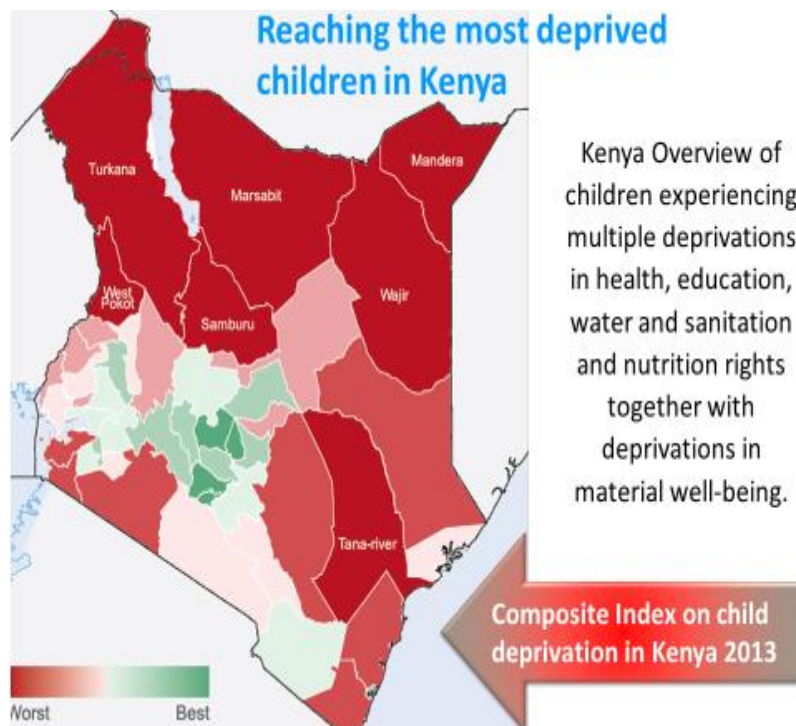 Reaching the most deprived
children in Kenya
Mandera
Turkana
Marsabit
Wajir
West
Pokot
Samburu
Tana-river
Kenya Overview of
children experiencing
multiple deprivations
in health, education,
water and sanitation
and nutrition rights
together with
deprivations in
material well-being.
Composite Index on child
deprivation in Kenya 2013
Worst
Best